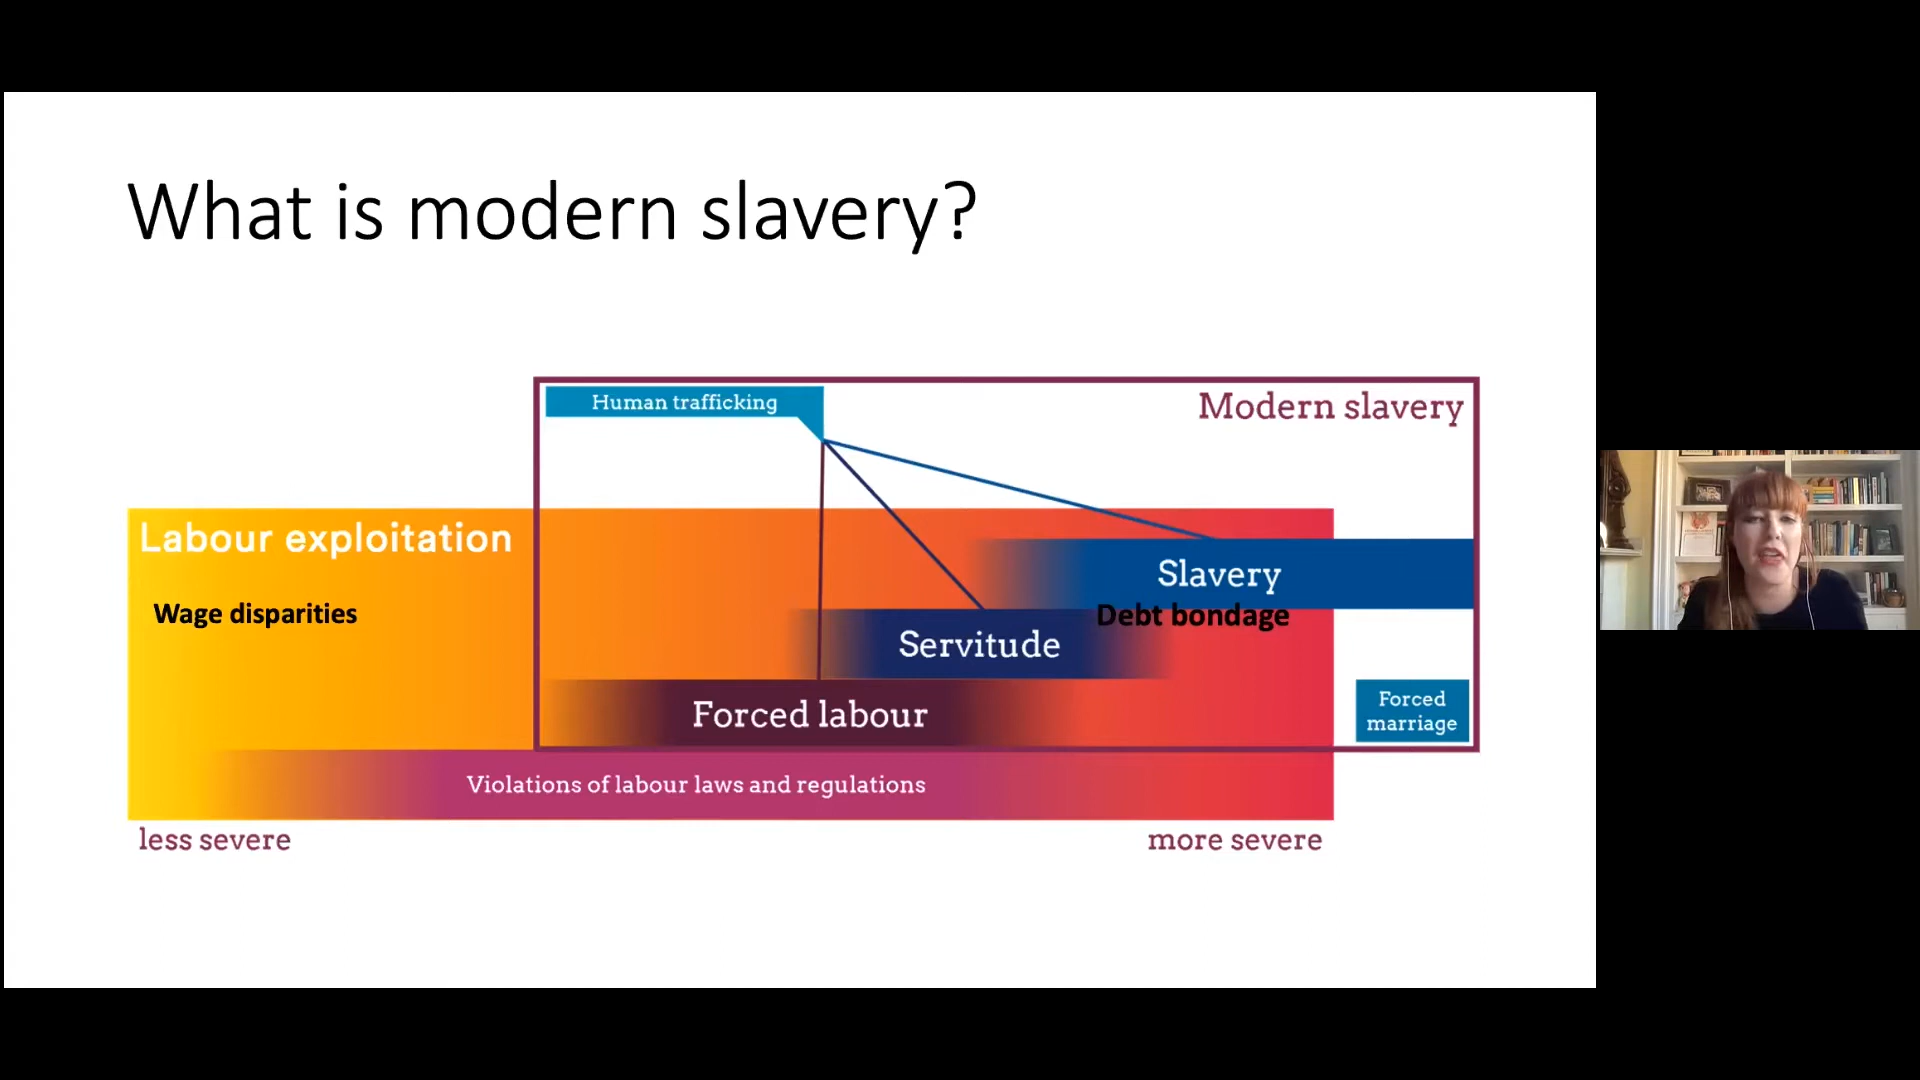 What is modern slavery?
Human trafficking
Modern slavery
Labour exploitation
Slavery
Wage disparities
Debt bondage
Servitude
Forced labour
Forced
marriage
Violations of labour laws and regulations
less severe
more severe